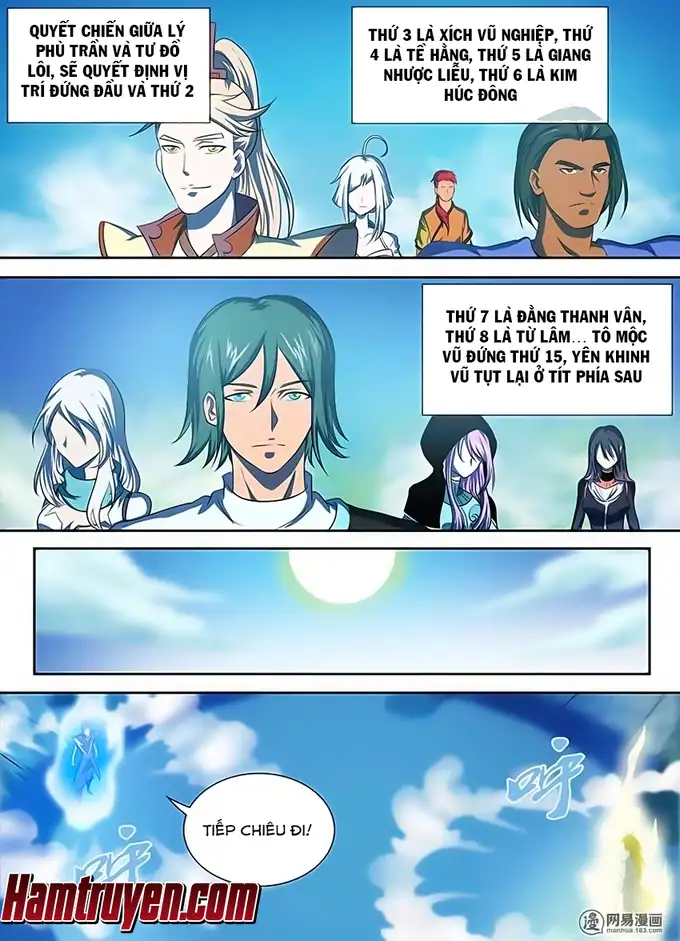 QUYẾT CHIẾN GIỮA LÝ
PHÙ TRẦN VÀ TƯ ĐỒ
LÔI, SẼ QUYẾT ĐỊNH VỊ
TRÍ ĐỨNG ĐẦU VÀ THỨ 2
THỨ 3 LÀ XÍCH VŨ NGHIỆP, THỨ
4 LÀ TỀ HẰNG, THỨ 5 LÀ GIANG
NHƯỢC LIỄU, THỨ 6 LÀ KIM
HÚC ĐÔNG
THỨ 7 LÀ ĐẰNG THANH VÂN,
THỨ 8 LÀ TỪ LÂM... TÔ MỘC
VŨ ĐỨNG THỨ 15, YÊN KHINH
VŨ TỤT LẠI Ở TÍT PHÍA SAU
呼
TIẾP CHIÊU ĐI!
呼
Hamtruyen.com
网易漫画
manhua.163.com